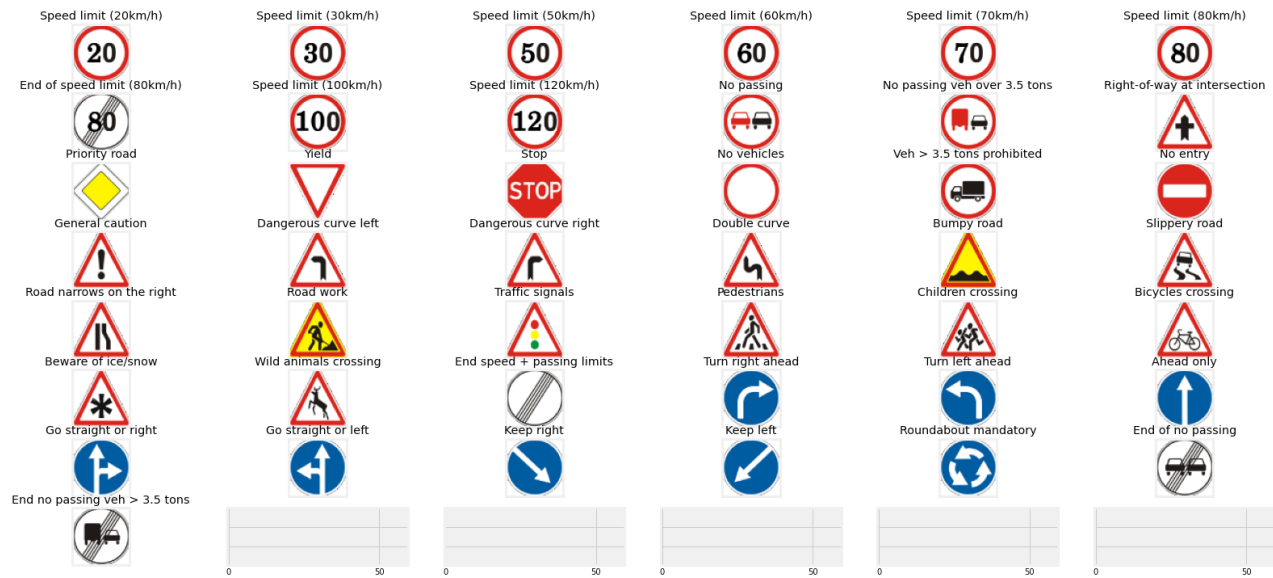 Speed limit (20km/h) Speed limit (30km/h) Speed limit (50km/h) Speed limit (60km/h) Speed limit (70km/h) Speed limit (80km/h)
20 30 50 60 70 80
End of speed limit (80km/h) Speed limit (100km/h) Speed limit (120km/h) No passing No passing veh over 3.5 tons Right-of-way at intersection
80 100 120
Priority road Yield Stop No vehicles Veh > 3.5 tons prohibited No entry
STOP
General caution Dangerous curve left Dangerous curve right Double curve Bumpy road Slippery road
Road narrows on the right Road work Traffic signals Pedestrians Children crossing Bicycles crossing
Beware of ice/snow Wild animals crossing End speed + passing limits Turn right ahead Turn left ahead Ahead only
Go straight or right Go straight or left Keep right Keep left Roundabout mandatory End of no passing
End no passing veh > 3.5 tons
0 50 0 50 0 50 0 50 0 50